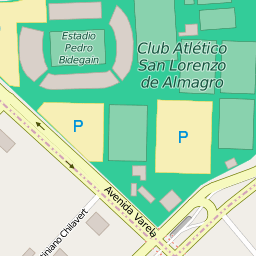 Estadio
Pedro
Bidegain
Club Atlético
San Lorenzo
de Almagro
P
P
Avenida Varela
Chilavert